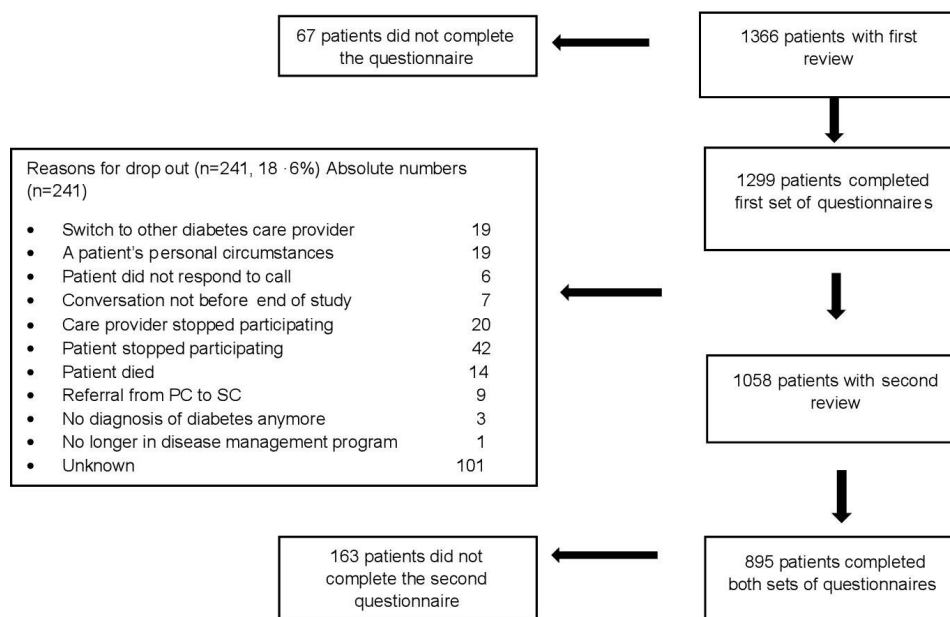 67 patients did not complete
the questionnaire
1366 patients with first
review
Reasons for drop out (n=241, 18 ·6%) Absolute numbers
(n=241)
• Switch to other diabetes care provider 19
• A patient's personal circumstances 19
• Patient did not respond to call 6
• Conversation not before end of study 7
• Care provider stopped participating 20
• Patient stopped participating 42
• Patient died 14
• Referral from PC to SC 9
• No diagnosis of diabetes anymore 3
• No longer in disease management program 1
• Unknown 101
1299 patients completed
first set of questionnaires
1058 patients with second
review
163 patients did not
complete the second
questionnaire
895 patients completed
both sets of questionnaires